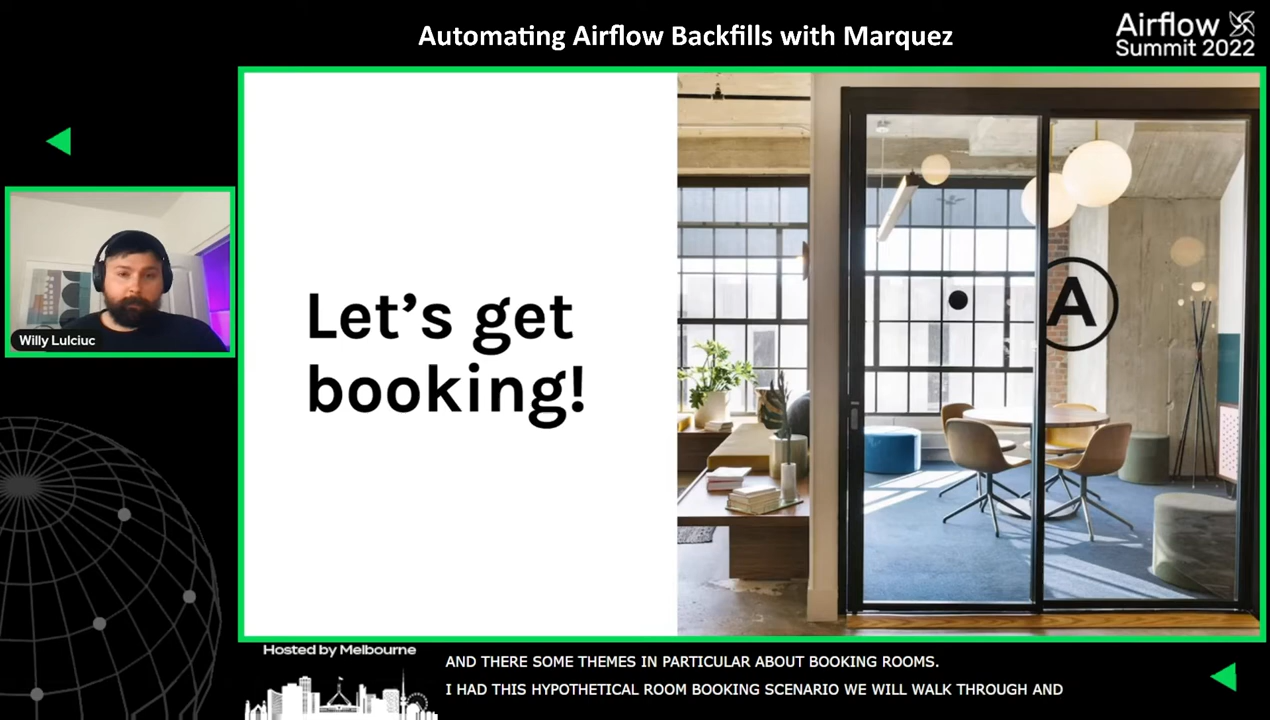 Automating Airflow Backfills with Marquez
Airflow
Summit 2022
Let's get
booking!
A
Willy Lulciuc
Hosted by Melbourne
AND THERE SOME THEMES IN PARTICULAR ABOUT BOOKING ROOMS.
I HAD THIS HYPOTHETICAL ROOM BOOKING SCENARIO WE WILL WALK THROUGH AND